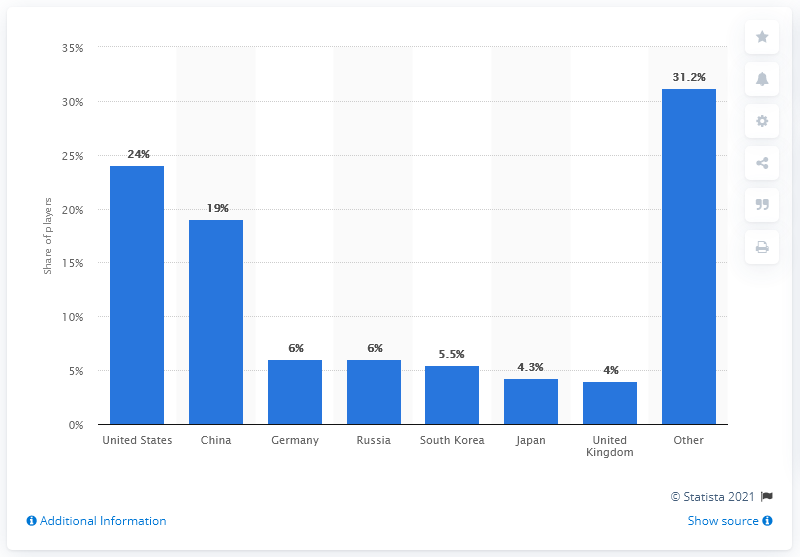 35%
30%
25%
20%
15%
10%
5%
0%
Share of players
24%
19%
6%
6%
5.5%
4.3%
4%
31.2%
United States
China
Germany
Russia
South Korea
Japan
United
Kingdom
Other
© Statista 2021
Additional Information
Show source